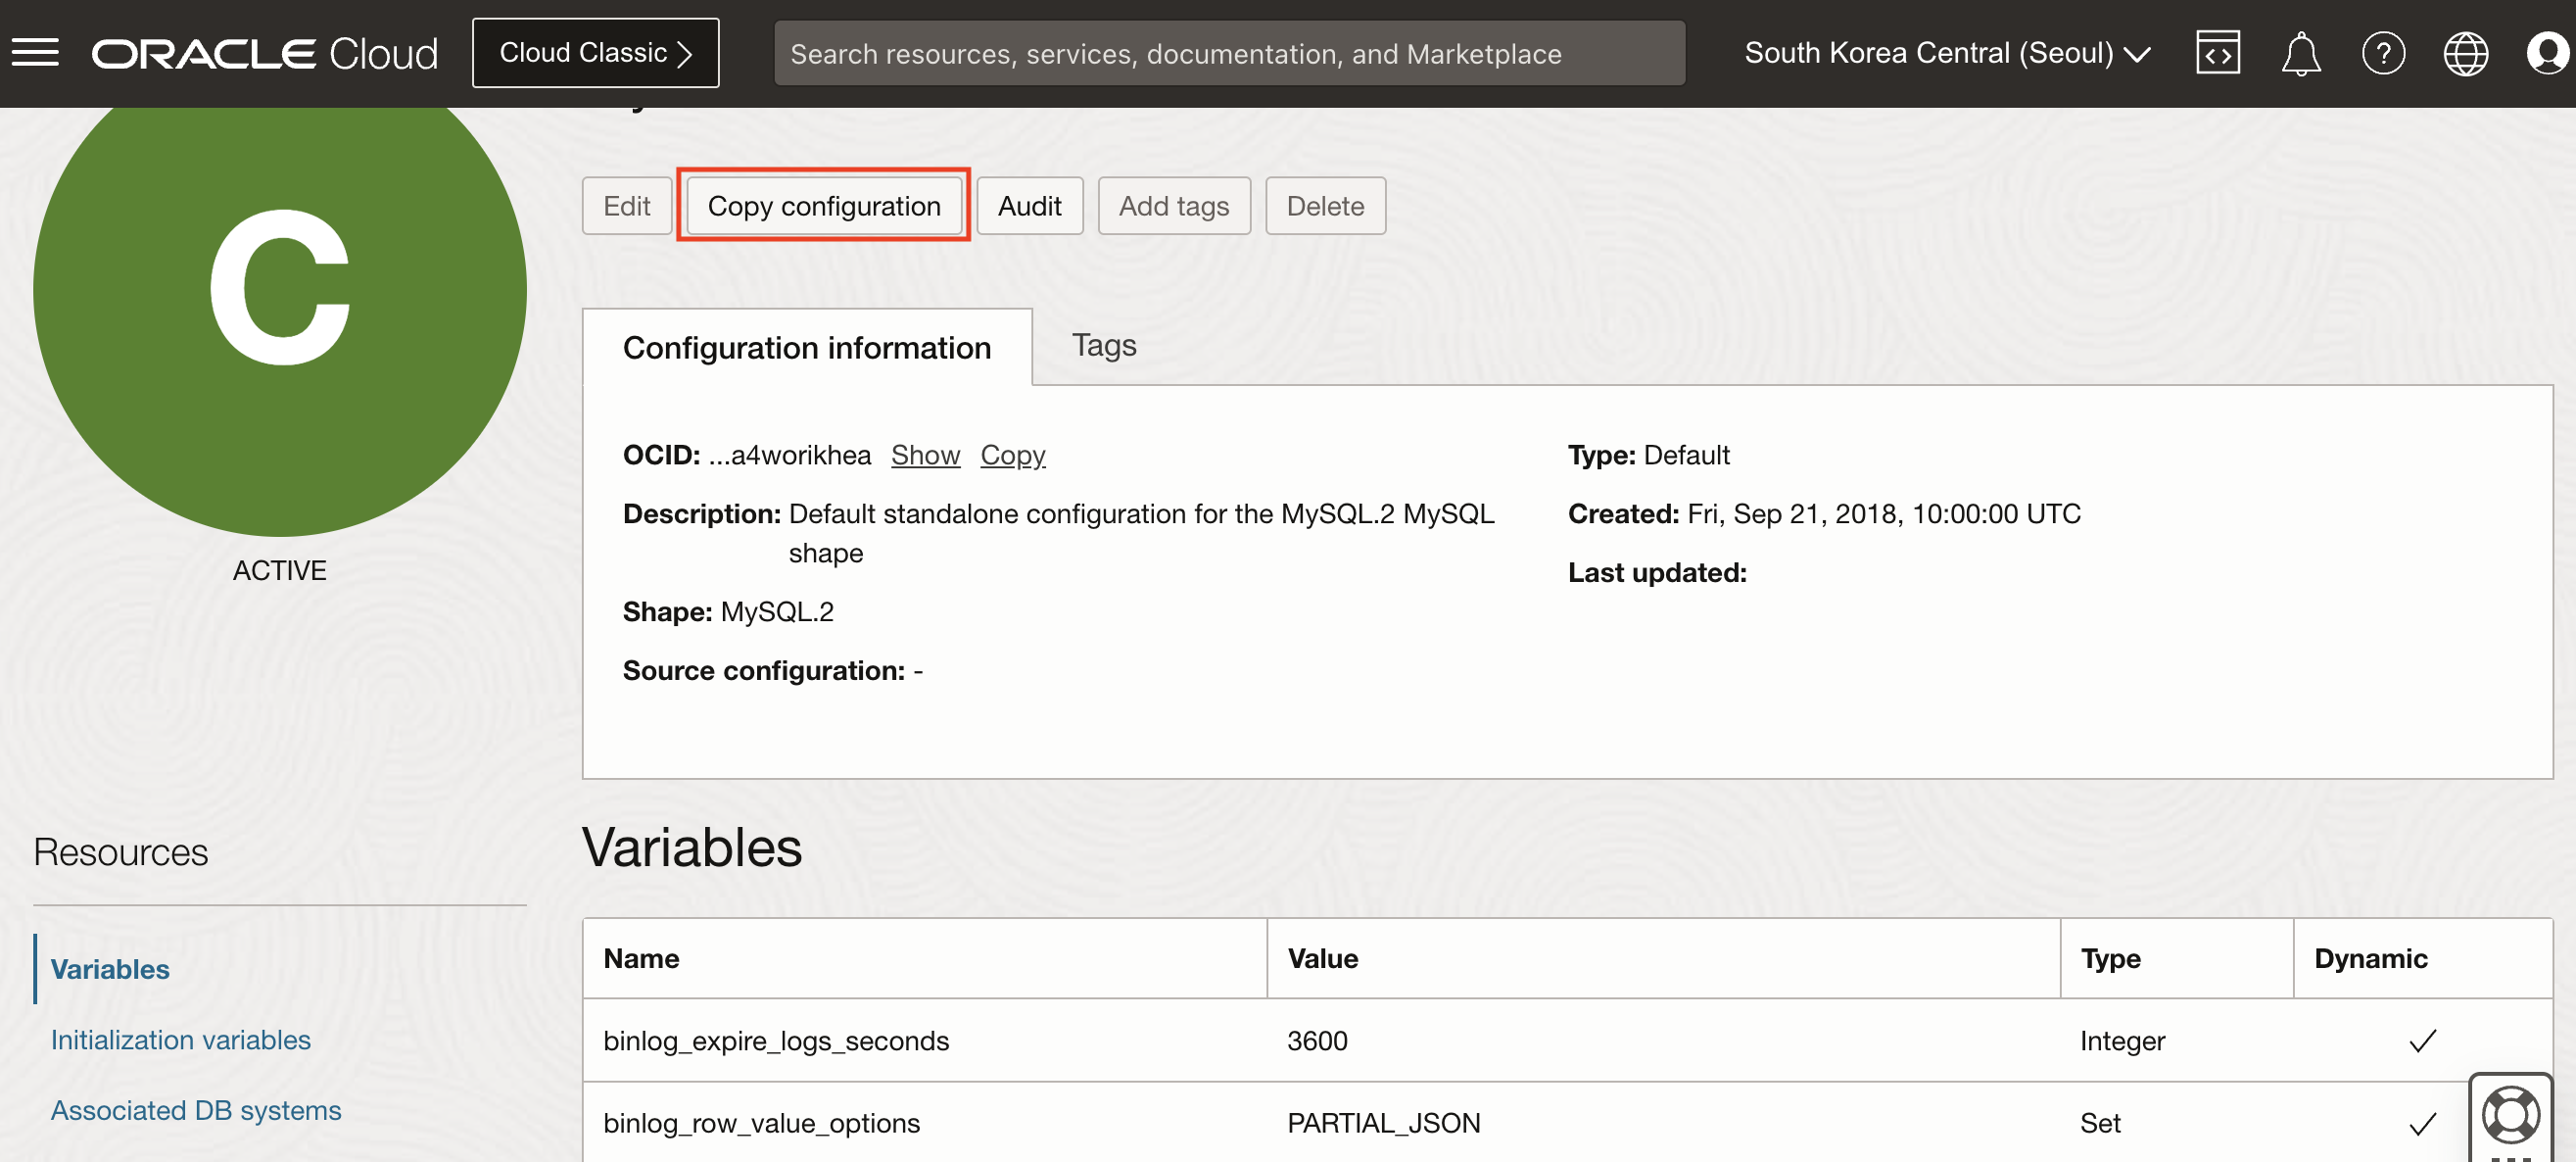 ORACLE Cloud
Cloud Classic
Search resources, services, documentation, and Marketplace
South Korea Central (Seoul)
Edit
Copy configuration
Audit
Add tags
Delete
C
ACTIVE
Configuration information
Tags
OCID: ...a4worikhea Show Copy
Description: Default standalone configuration for the MySQL.2 MySQL
shape
Shape: MySQL.2
Source configuration: -
Type: Default
Created: Fri, Sep 21, 2018, 10:00:00 UTC
Last updated:
Resources
Variables
Initialization variables
Associated DB systems
Variables
Name Value Type Dynamic
binlog_expire_logs_seconds 3600 Integer
binlog_row_value_options PARTIAL_JSON Set